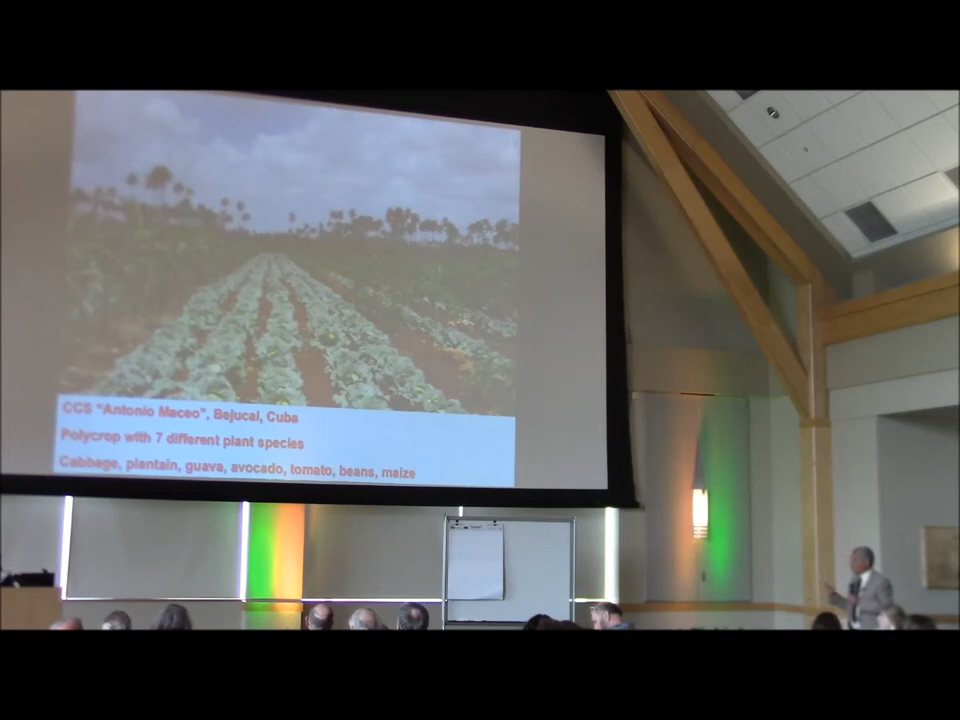 CCS "Antonio Maceo", Bejucal, Cuba
Polycrop with 7 different plant species
Cabbage, plantain, guava, avocado, tomato, beans, maize